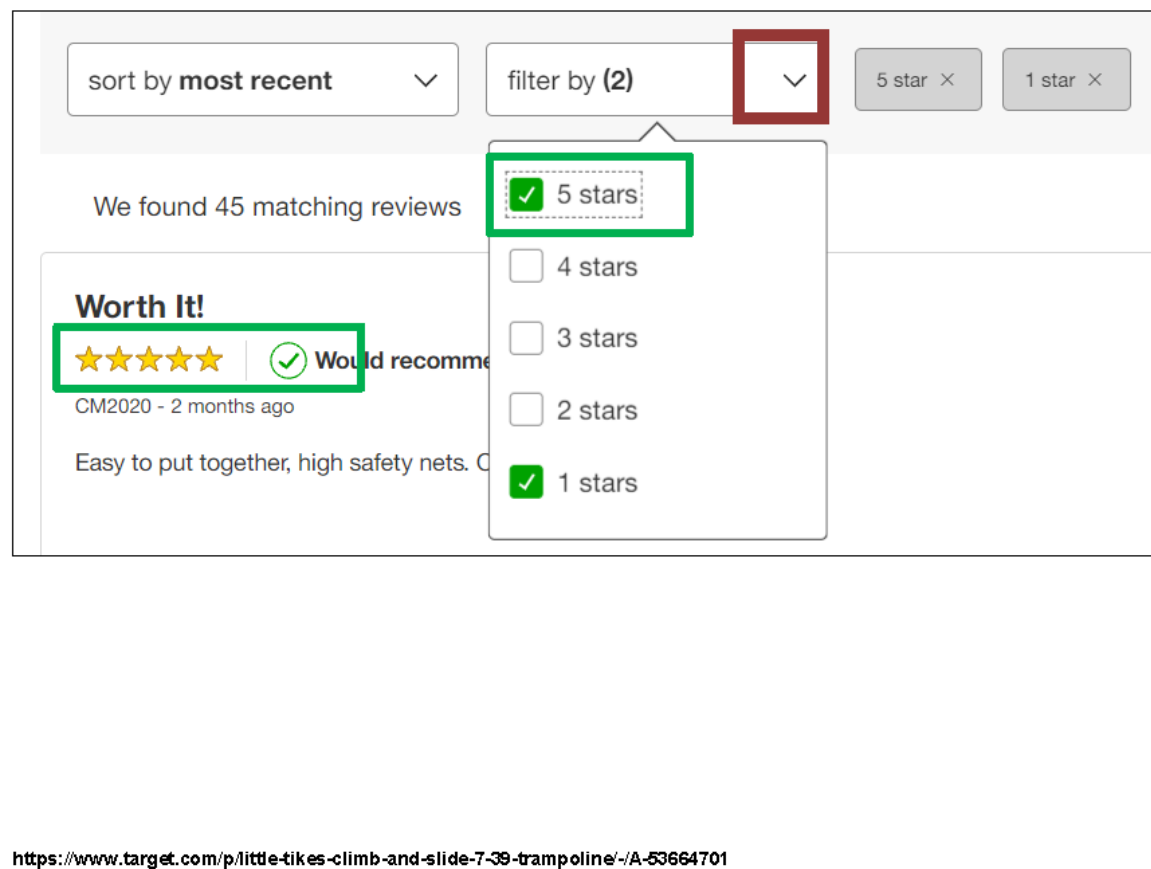 sort by most recent
filter by (2)
5 star ×
1 star ×
5 stars
We found 45 matching reviews
4 stars
Worth It!
3 stars
Would recomme
CM2020 - 2 months ago
2 stars
Easy to put together, high safety nets.
1 stars
https://www.target.com/p/little-tikes-climb-and-slide-7-39-trampoline/-/A-53664701